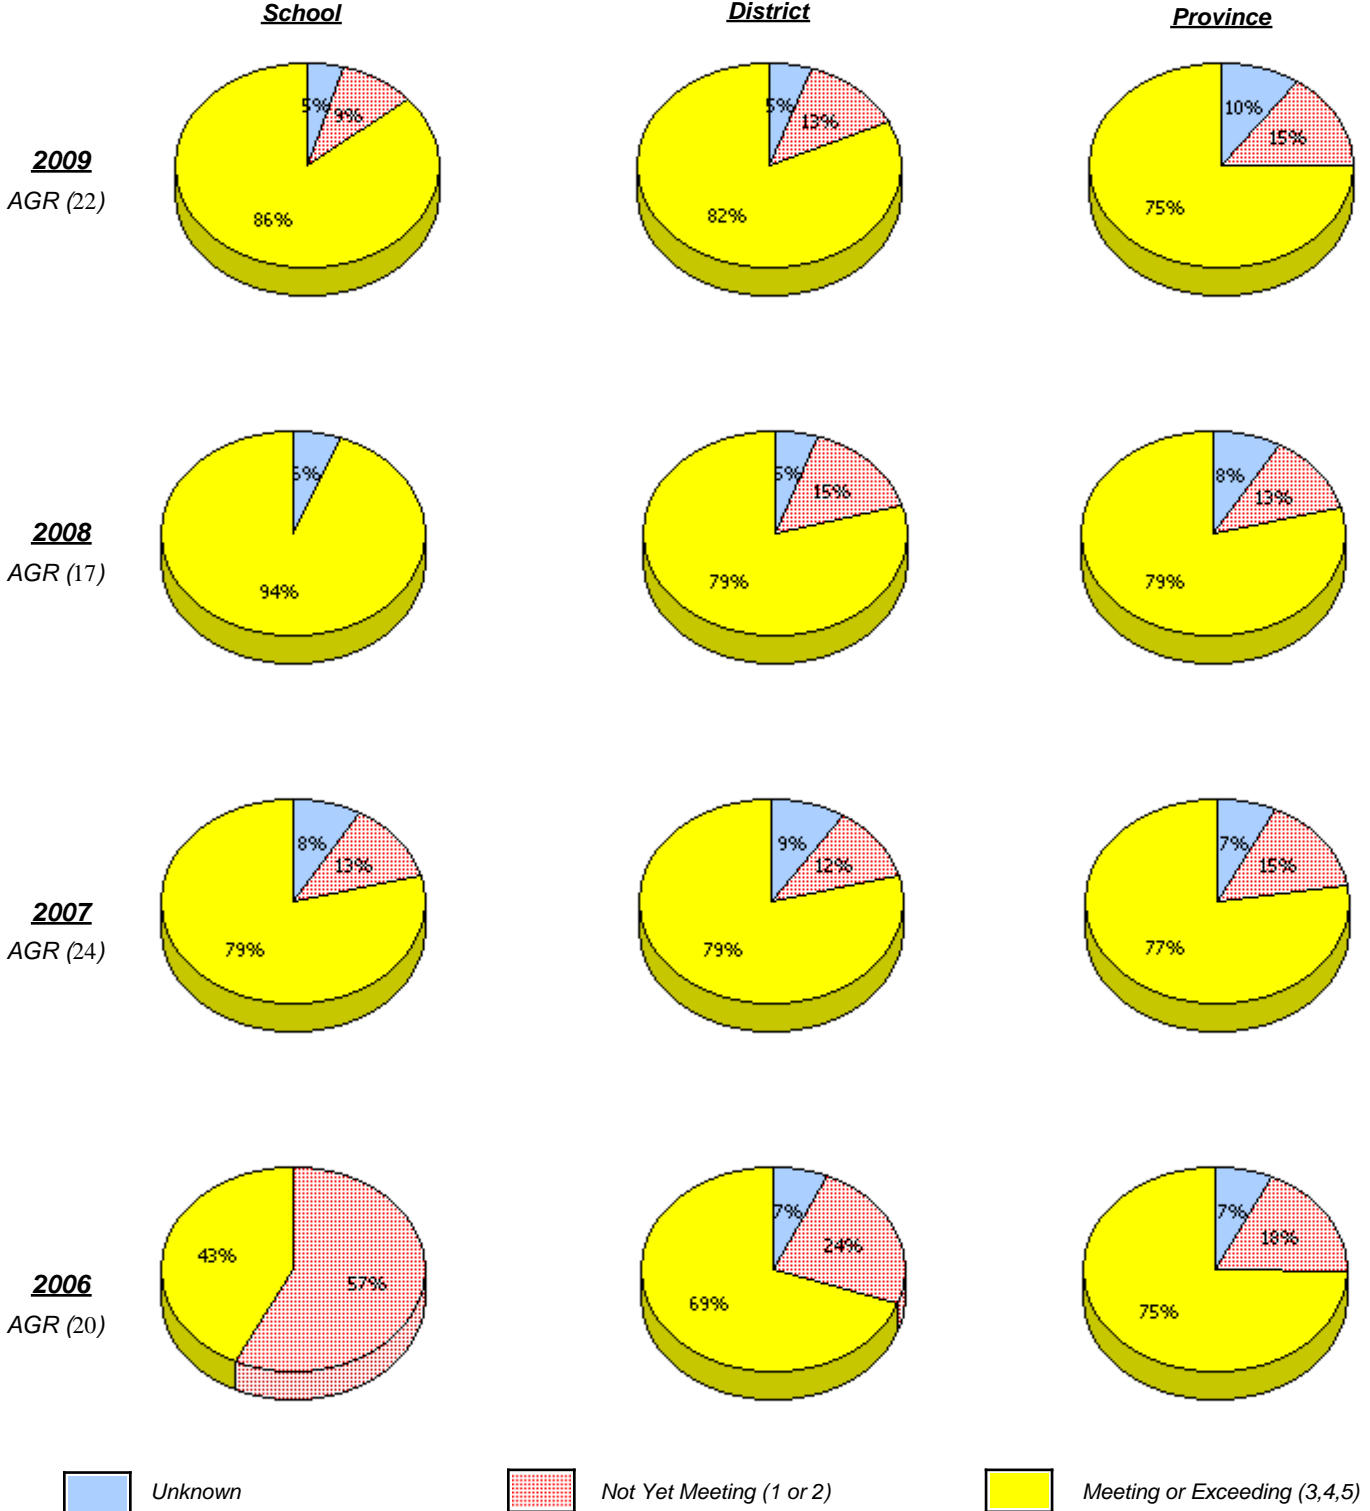 School District Province
5% 9% 5% 13% 10% 15%
2009
AGR (22)
86% 82% 75%
5% 15% 8% 13%
2008
AGR (17)
94% 79% 79%
8% 13% 9% 12% 7% 15%
2007
AGR (24)
79% 79% 77%
7% 24% 7% 18%
43% 57%
2006
AGR (20)
69% 75%
Unknown Not Yet Meeting (1 or 2) Meeting or Exceeding (3,4,5)